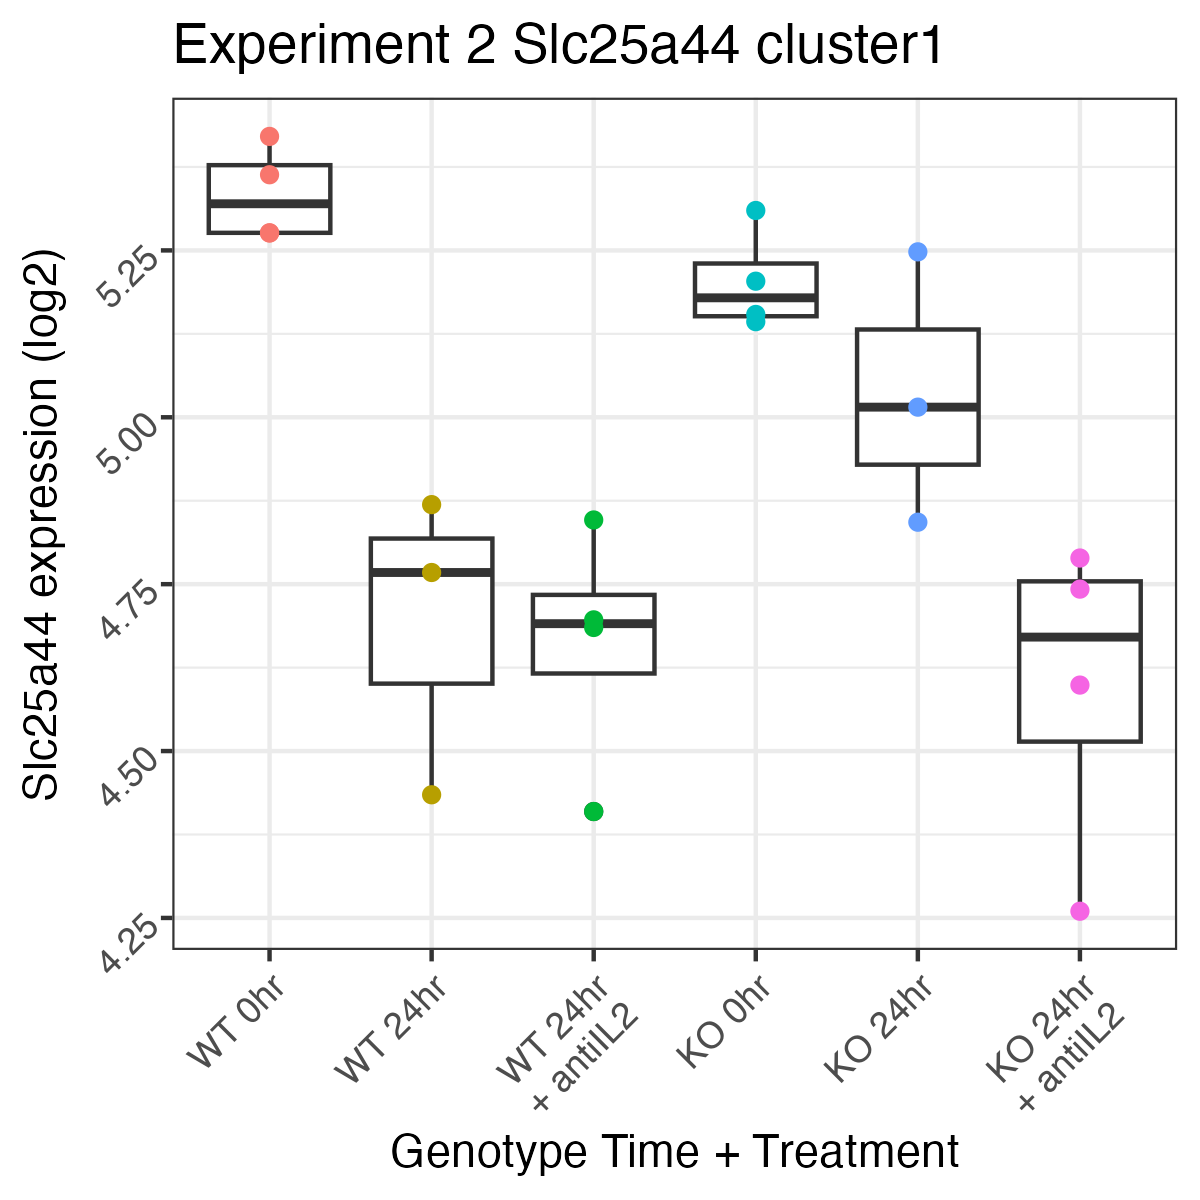 Experiment 2 Slc25a44 cluster1
Slc25a44 expression (log2)
5.25
5.00
4.75
4.50
4.25
WT 0hr
WT 24hr
WT 24hr
+ antiIL2
KO 0hr
KO 24hr
KO 24hr
+ antiIL2
Genotype Time + Treatment